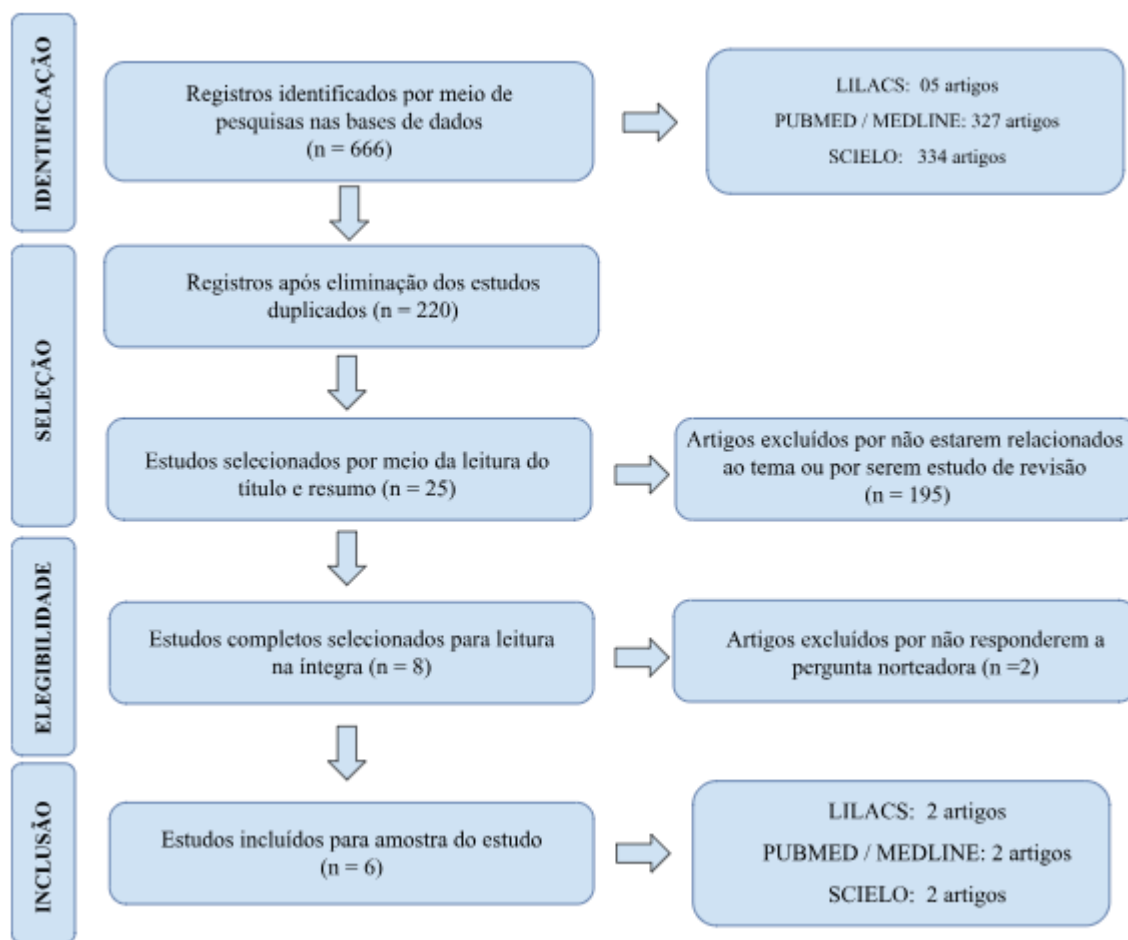 IDENTIFICAÇÃO
Registros identificados por meio de
pesquisas nas bases de dados
(n = 666)
LILACS: 05 artigos
PUBMED / MEDLINE: 327 artigos
SCIELO: 334 artigos
SELEÇÃO
Registros após eliminação dos estudos
duplicados (n = 220)
Estudos selecionados por meio da leitura do
título e resumo (n = 25)
Artigos excluídos por não estarem relacionados
ao tema ou por serem estudo de revisão
(n = 195)
ELEGIBILIDADE
Estudos completos selecionados para leitura
na íntegra (n = 8)
Artigos excluídos por não responderem a
pergunta norteadora (n =2)
INCLUSÃO
Estudos incluídos para amostra do estudo
(n = 6)
LILACS: 2 artigos
PUBMED / MEDLINE: 2 artigos
SCIELO: 2 artigos